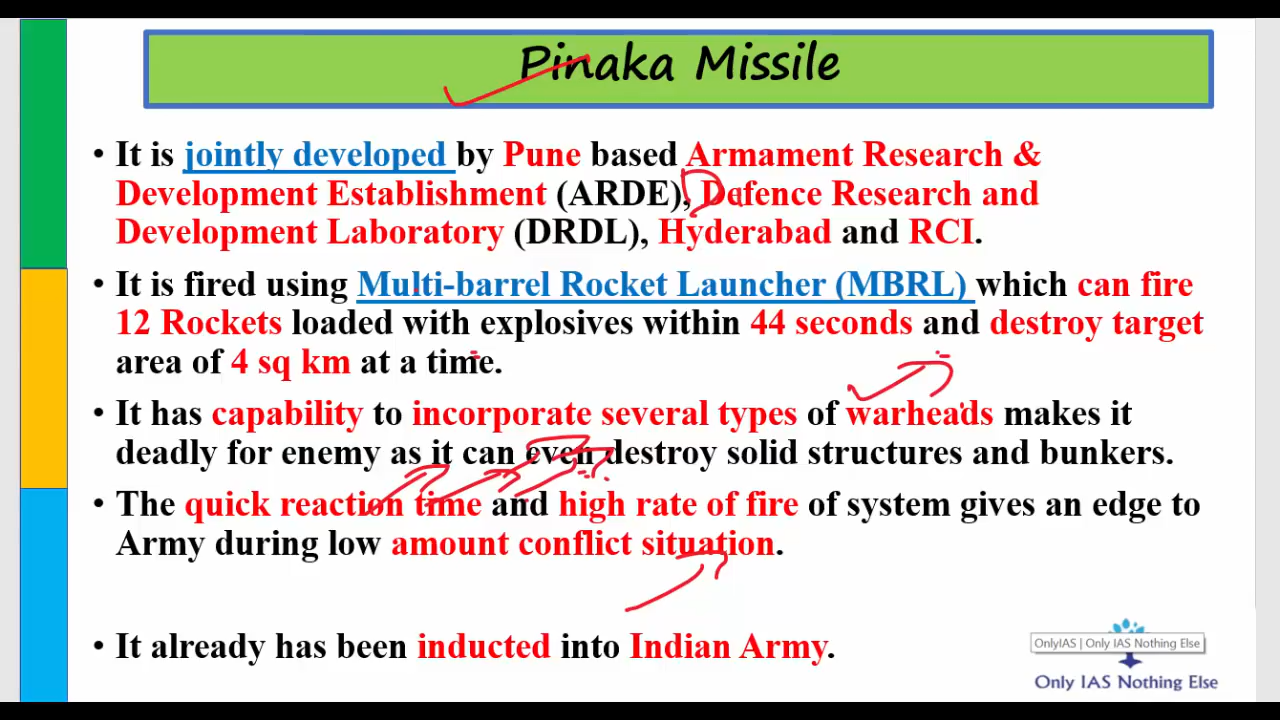 Pinaka Missile
• It is jointly developed by Pune based Armament Research &
Development Establishment (ARDE), Defence Research and
Development Laboratory (DRDL), Hyderabad and RCI.
• It is fired using Multi-barrel Rocket Launcher (MBRL) which can fire
12 Rockets loaded with explosives within 44 seconds and destroy target
area of 4 sq km at a time.
• It has capability to incorporate several types of warheads makes it
deadly for enemy as it can even destroy solid structures and bunkers.
• The quick reaction time and high rate of fire of system gives an edge to
Army during low amount conflict situation.
• It already has been inducted into Indian Army.
OnlyIAS | Only IAS Nothing Else
Only IAS Nothing Else